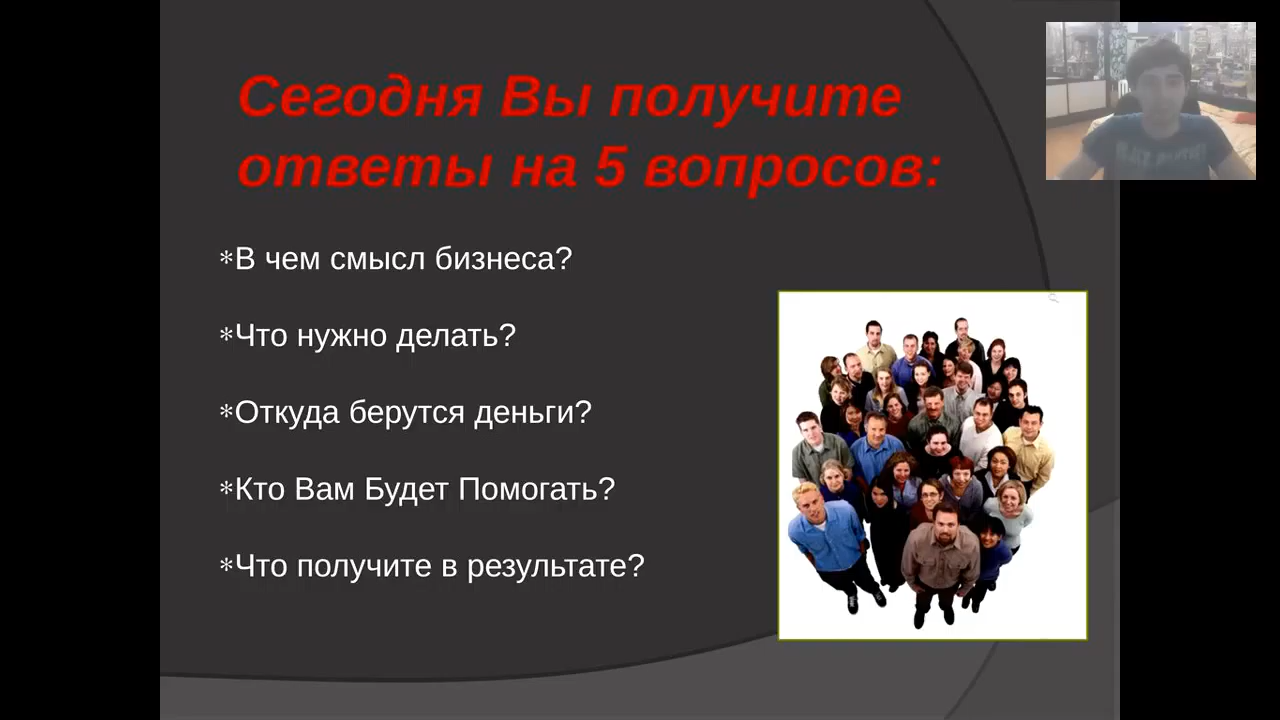 Сегодня Вы получите
ответы на 5 вопросов:
*В чем смысл бизнеса?
*Что нужно делать?
*Откуда берутся деньги?
*Кто Вам Будет Помогать?
*Что получите в результате?